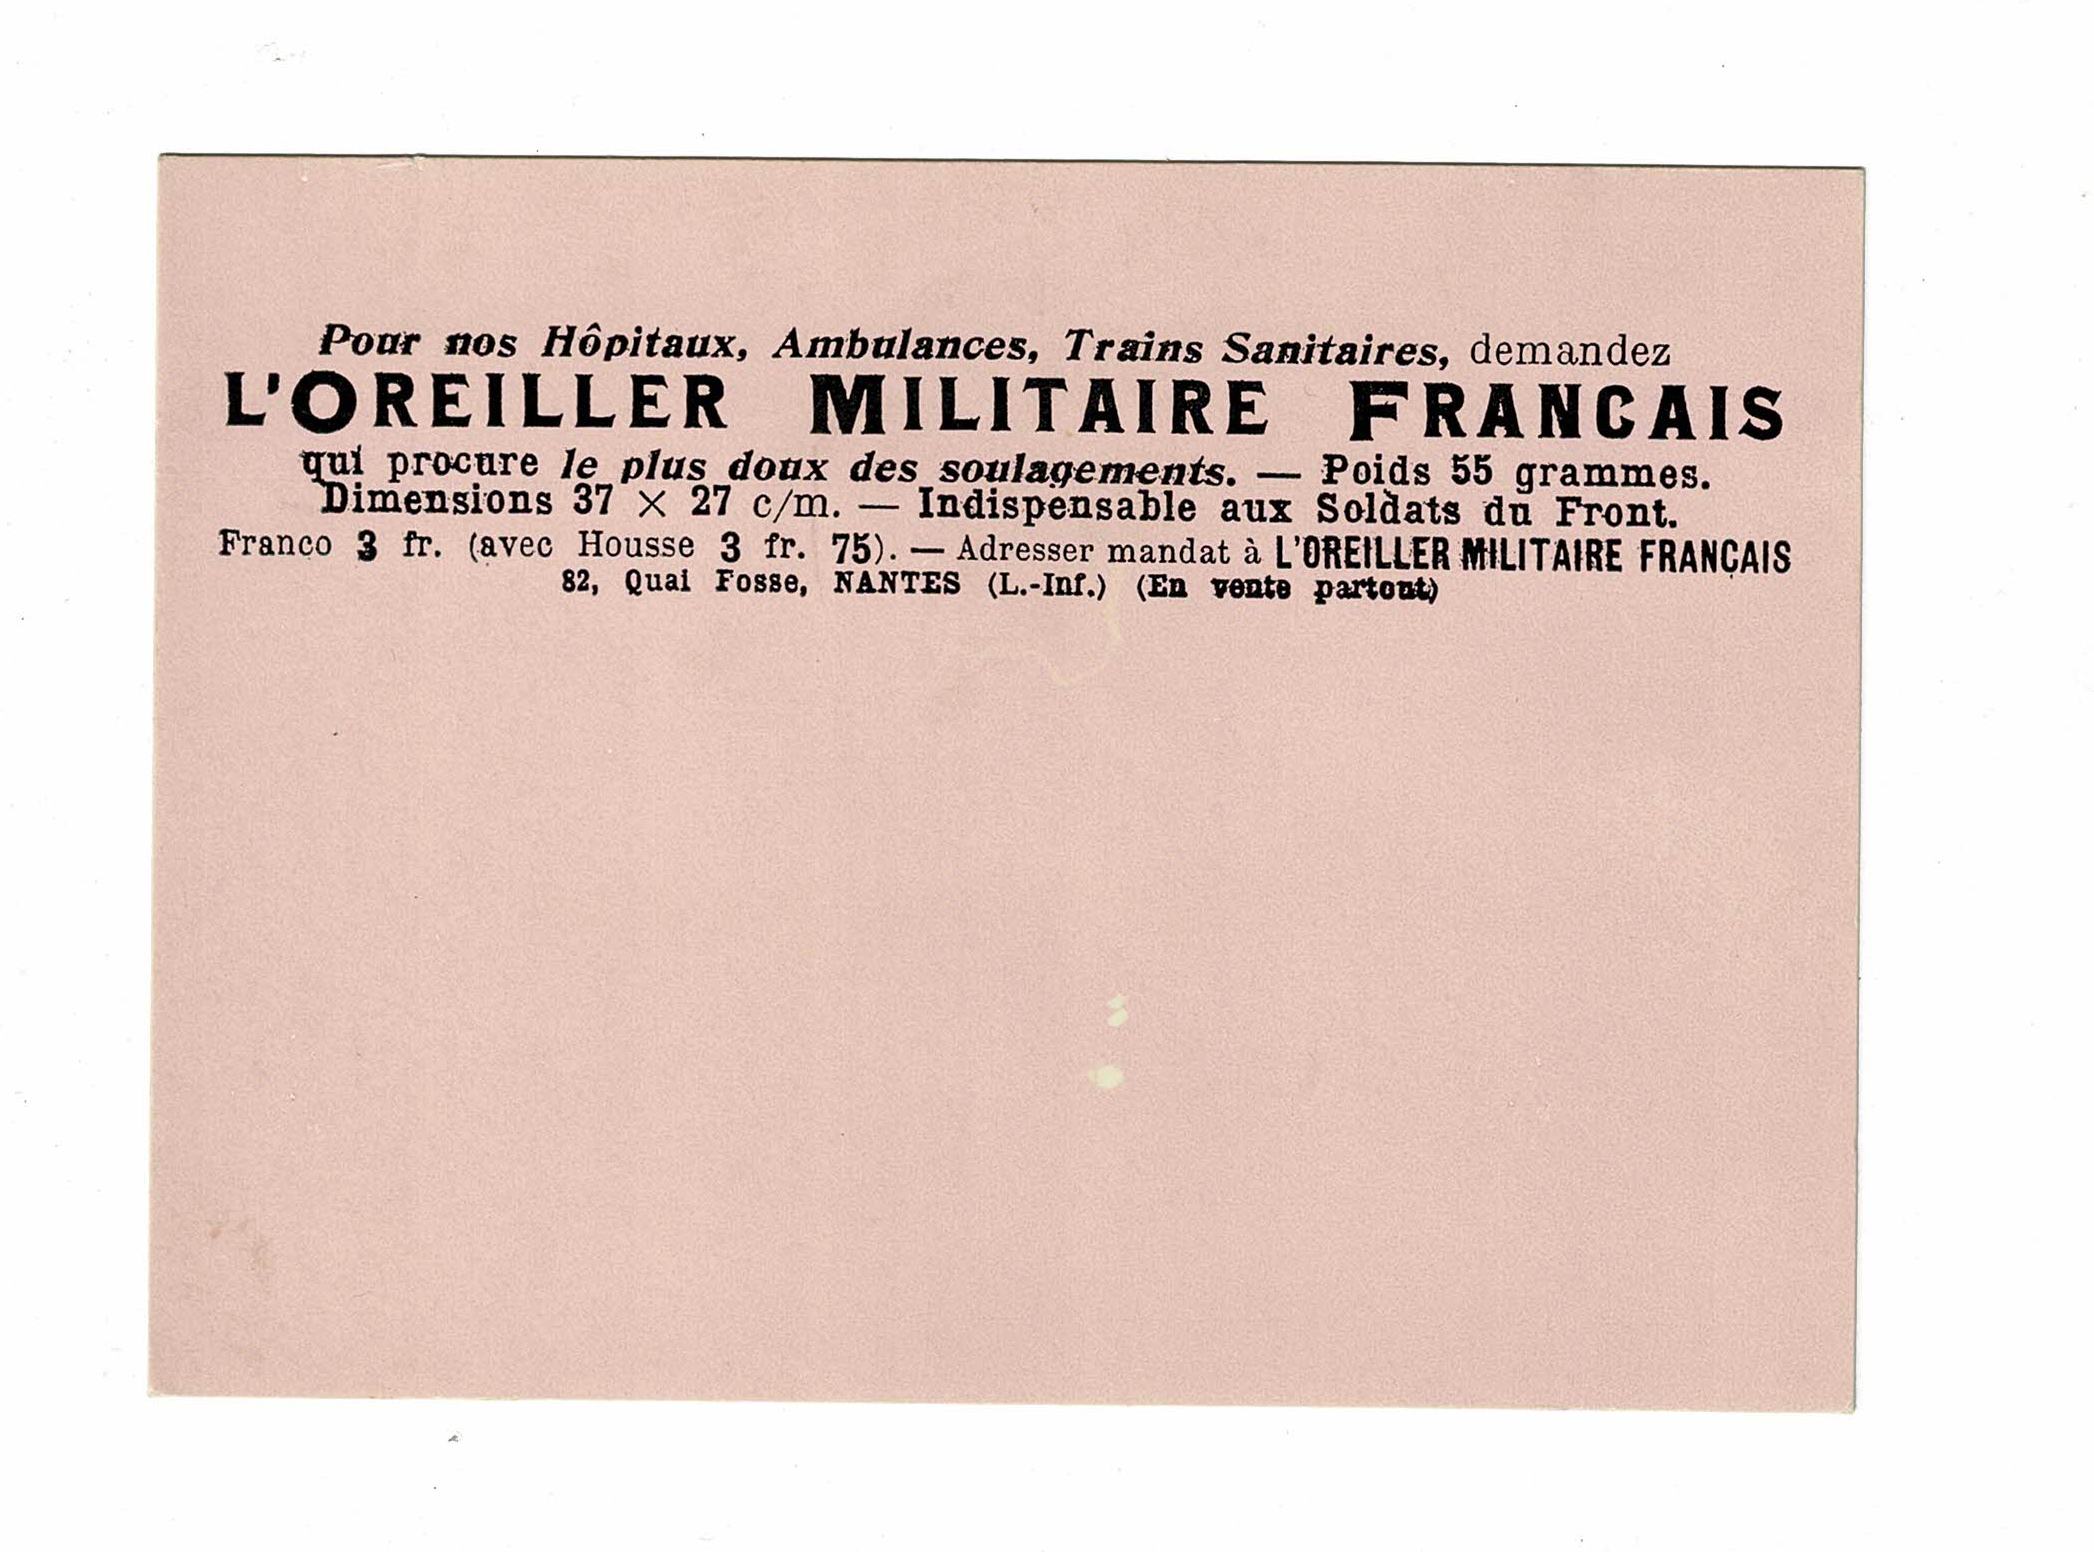 Pour nos Hôpitaux, Ambulances, Trains Sanitaires, demandez
L'OREILLER MILITAIRE FRANCAIS
qui procure le plus doux des soulagements. — Poids 55 grammes.
Dimensions 37 × 27 c/m. — Indispensable aux Soldats du Front.
Franco 3 fr. (avec Housse 3 fr. 75). — Adresser mandat à L'OREILLER MILITAIRE FRANÇAIS
82, Quai Fosse, NANTES (L.-Inf.) (En vente partout)